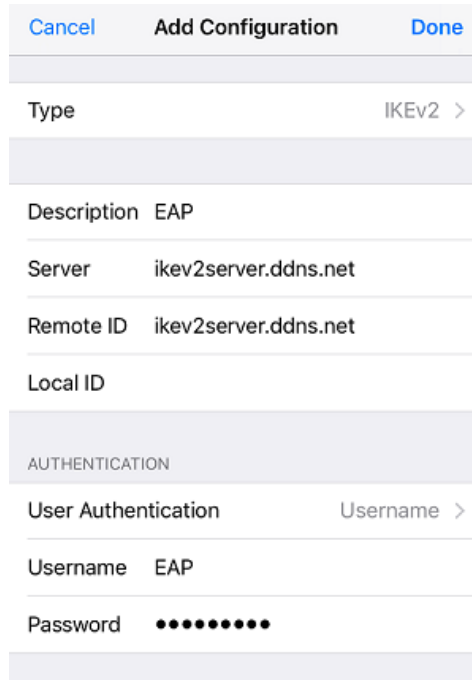 Cancel Add Configuration Done
Type IKEv2 >
Description EAP
Server ikev2server.ddns.net
Remote ID ikev2server.ddns.net
Local ID
AUTHENTICATION
User Authentication Username >
Username EAP
Password •••••••••